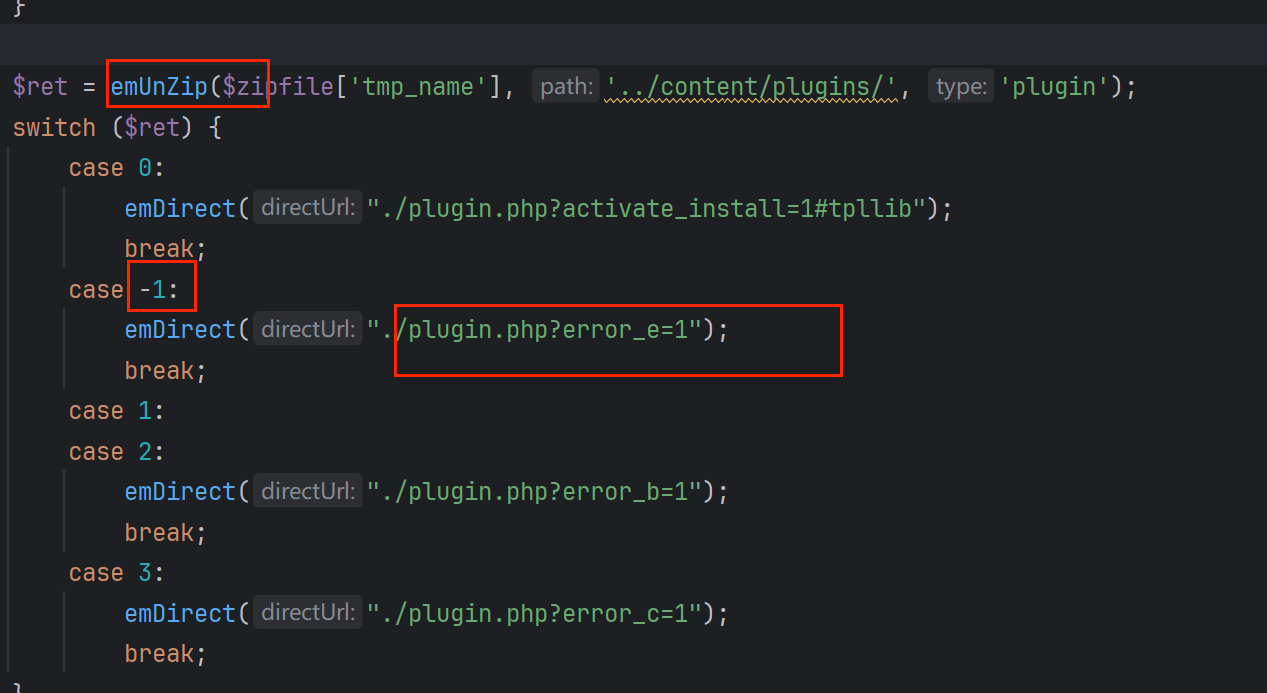 }
$ret = emUnZip($zipfile['tmp_name'], path: '../content/plugins/', type: 'plugin');
switch ($ret) {
case 0:
emDirect( directUrl: "./plugin.php?activate_install=1#tpllib");
break;
case -1:
emDirect( directUrl: "./plugin.php?error_e=1");
break;
case 1:
case 2:
emDirect( directUrl: "./plugin.php?error_b=1");
break;
case 3:
emDirect( directUrl: "./plugin.php?error_c=1");
break;
}